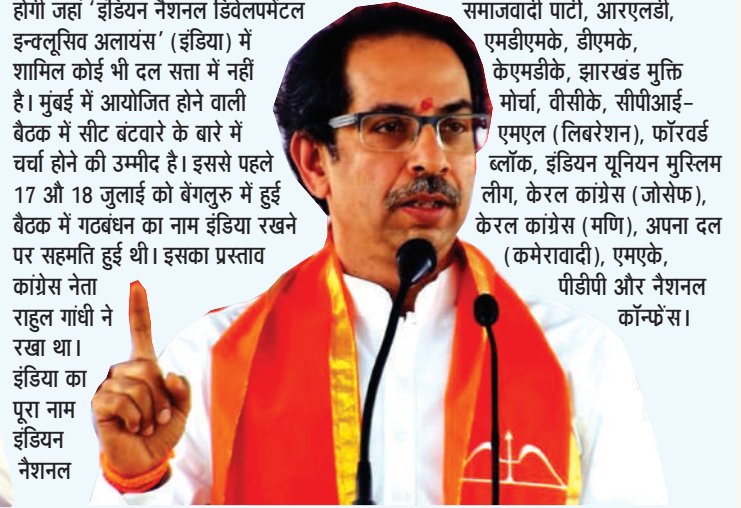 होगी जहां 'इंडियन नैशनल डिवेलपमेंटल
इन्क्लूसिव अलायंस' (इंडिया) में
शामिल कोई भी दल सत्ता में नहीं
है। मुंबई में आयोजित होने वाली
बैठक में सीट बंटवारे के बारे में
चर्चा होने की उम्मीद है। इससे पहले
17 औ 18 जुलाई को बेंगलुरु में हुई
बैठक में गठबंधन का नाम इंडिया रखने
पर सहमति हुई थी। इसका प्रस्ताव
कांग्रेस नेता
राहुल गांधी ने
रखा था।
इंडिया का
पूरा नाम
इंडियन
नैशनल
समाजवादी पार्टी, आरएलडी,
एमडीएमके, डीएमके,
केएमडीके, झारखंड मुक्ति
मोर्चा, वीसीके, सीपीआई-
एमएल (लिबरेशन), फॉरवर्ड
ब्लॉक, इंडियन यूनियन मुस्लिम
लीग, केरल कांग्रेस (जोसेफ),
केरल कांग्रेस (मणि), अपना दल
(कमेरावादी), एमएके,
पीडीपी और नैशनल
कॉन्फ्रेंस।